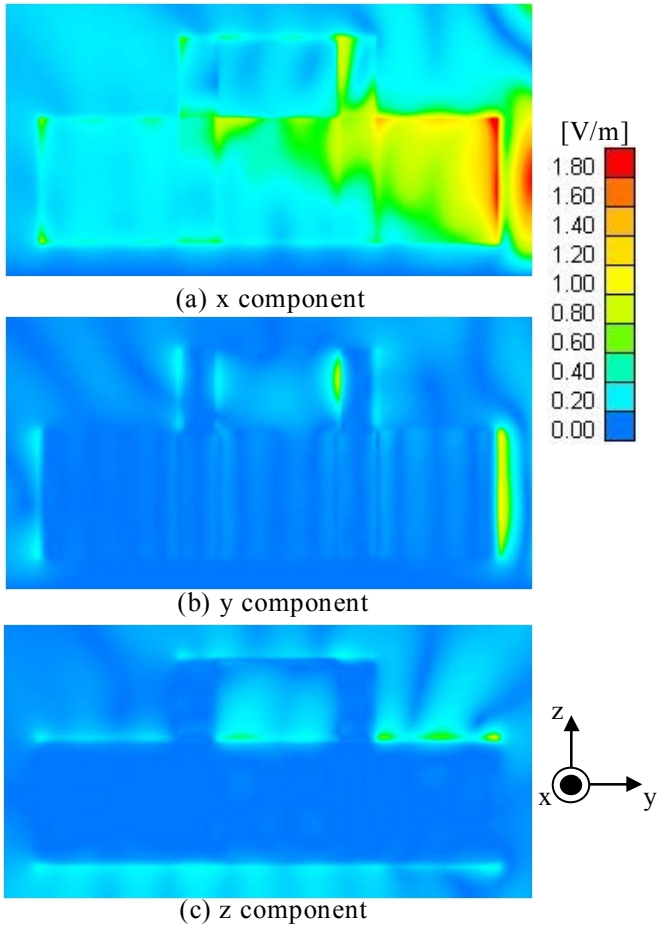 [V/m]
1.80
1.60
1.40
1.20
1.00
0.80
0.60
0.40
0.20
0.00
(a) x component
(b) y component
z
x
y
(c) z component